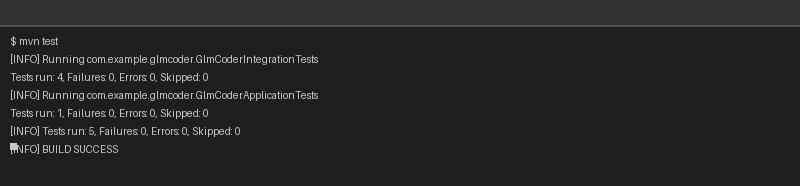 $ mvn test
[INFO] Running com.example.glmcoder.GlmCoderIntegrationTests
Tests run: 4, Failures: 0, Errors: 0, Skipped: 0
[INFO] Running com.example.glmcoder.GlmCoderApplicationTests
Tests run: 1, Failures: 0, Errors: 0, Skipped: 0
[INFO] Tests run: 5, Failures: 0, Errors: 0, Skipped: 0
[INFO] BUILD SUCCESS